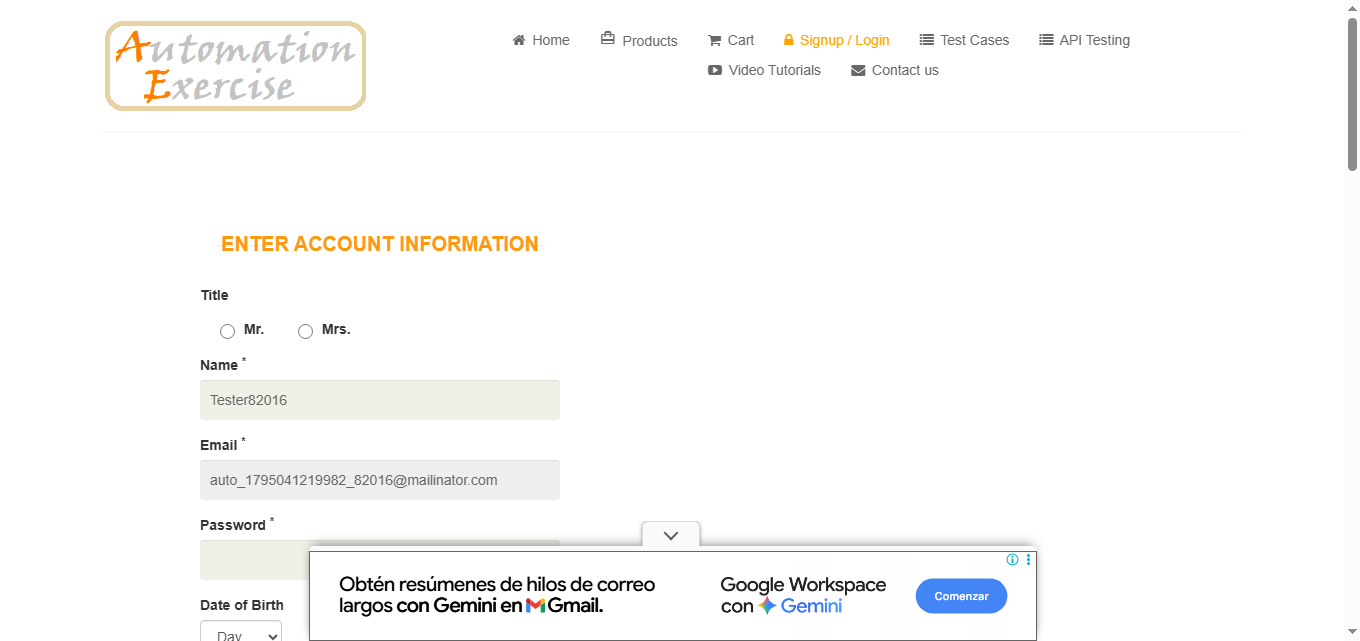 Automation
Exercise
Home
Products
Cart
Signup / Login
Test Cases
API Testing
Video Tutorials
Contact us
ENTER ACCOUNT INFORMATION
Title
Mr.
Mrs.
Name *
Tester82016
Email *
auto_1795041219982_82016@mailinator.com
Password *
Obtén resúmenes de hilos de correo
largos con Gemini en Gmail.
Google Workspace
con Gemini
Comenzar
Date of Birth
Day